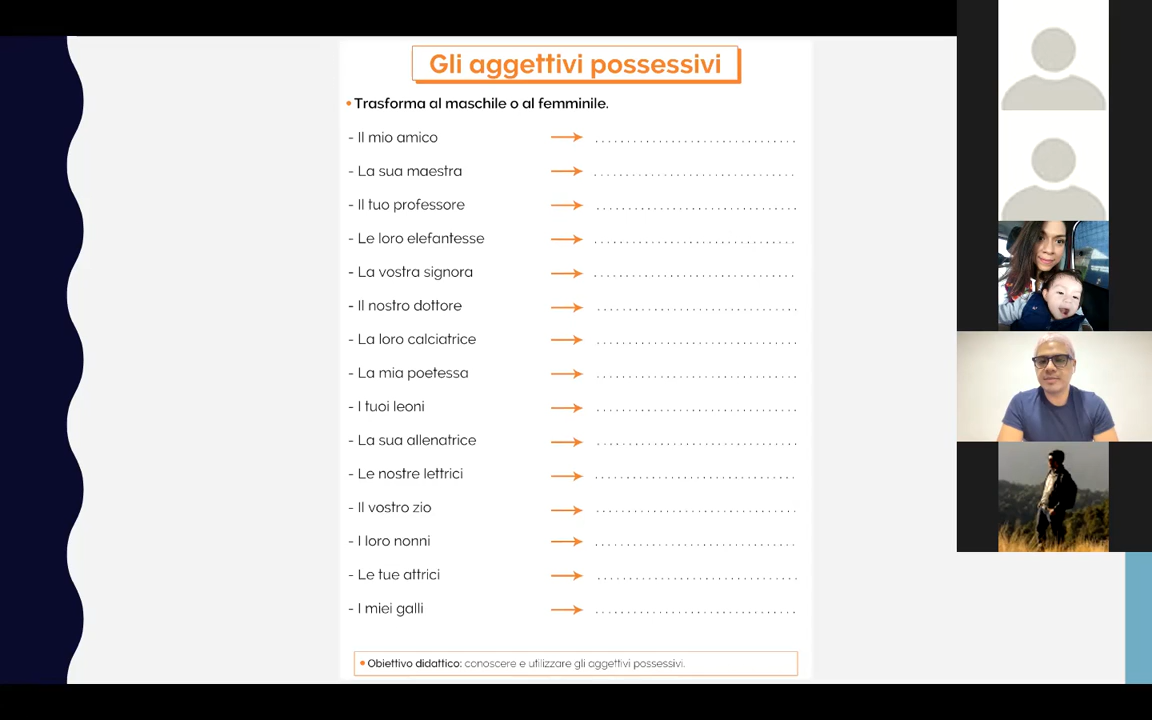 Gli aggettivi possessivi
• Trasforma al maschile o al femminile.
- Il mio amico
- La sua maestra
- Il tuo professore
- Le loro elefantesse
- La vostra signora
- Il nostro dottore
- La loro calciatrice
- La mia poetessa
- I tuoi leoni
- La sua allenatrice
- Le nostre lettrici
- Il vostro zio
- I loro nonni
- Le tue attrici
- I miei galli
• Obiettivo didattico: conoscere e utilizzare gli aggettivi possessivi.